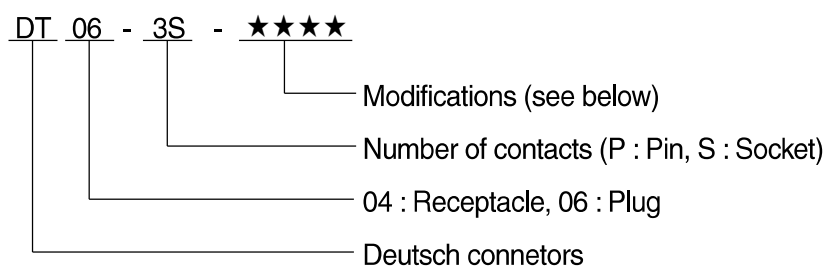 DT 06 - 3S - ★★★★
Modifications (see below)
Number of contacts (P : Pin, S : Socket)
04 : Receptacle, 06 : Plug
Deutsch connetors